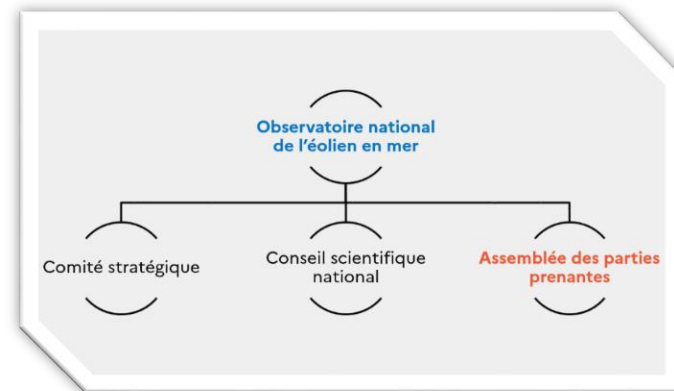 Observatoire national
de l'éolien en mer
Comité stratégique
Conseil scientifique
national
Assemblée des parties
prenantes